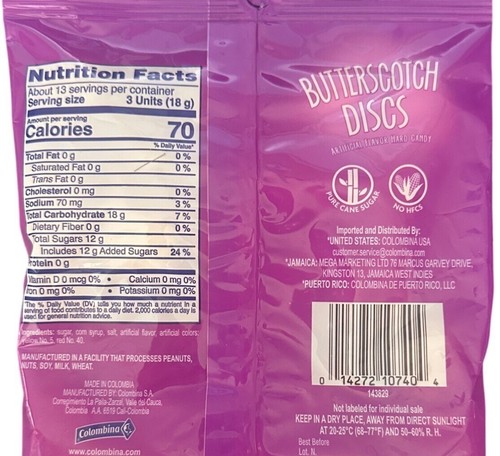 Nutrition Facts
About 13 servings per container
Serving size 3 Units (18 g)
Amount per serving
Calories 70
% Daily Value*
Total Fat 0 g 0 %
Saturated Fat 0 g 0 %
Trans Fat 0 g
Cholesterol 0 mg 0 %
Sodium 70 mg 3 %
Total Carbohydrate 18 g 7 %
Dietary Fiber 0 g 0 %
Total Sugars 12 g
Includes 12 g Added Sugars 24 %
Protein 0 g
Vitamin D 0 mcg 0% • Calcium 0 mg 0%
Iron 0 mg 0% • Potassium 0 mg 0%
*The % Daily Value (DV) tells you how much a nutrient in a
serving of food contributes to a daily diet. 2,000 calories a day is
used for general nutrition advice.
Ingredients: sugar, corn syrup, salt, artificial flavor, artificial colors:
Yellow No. 5, red No. 40.
MANUFACTURED IN A FACILITY THAT PROCESSES PEANUTS,
NUTS, SOY, MILK, WHEAT.
MADE IN COLOMBIA
MANUFACTURED BY: Colombina S.A.
Corregimiento La Paila-Zarzal, Valle del Cauca,
Colombia A.A. 6519 Cali-Colombia
Colombina
www.colombina.com
BUTTERSCOTCH
DISCS
ARTIFICIAL FLAVOR HARD CANDY
PURE CANE SUGAR
NO HFCS
Imported and Distributed By:
*UNITED STATES: COLOMBINA USA
customer.service@colombina.com
*JAMAICA: MEGA MARKETING LTD 76 MARCUS GARVEY DRIVE,
KINGSTON 13, JAMAICA WEST INDIES
*PUERTO RICO: COLOMBINA DE PUERTO RICO, LLC
0 14272 10740 4
143829
Not labeled for individual sale
KEEP IN A DRY PLACE, AWAY FROM DIRECT SUNLIGHT
AT 20-25°C (68-77°F) AND 50-60% R. H.
Best Before
Lot. N.